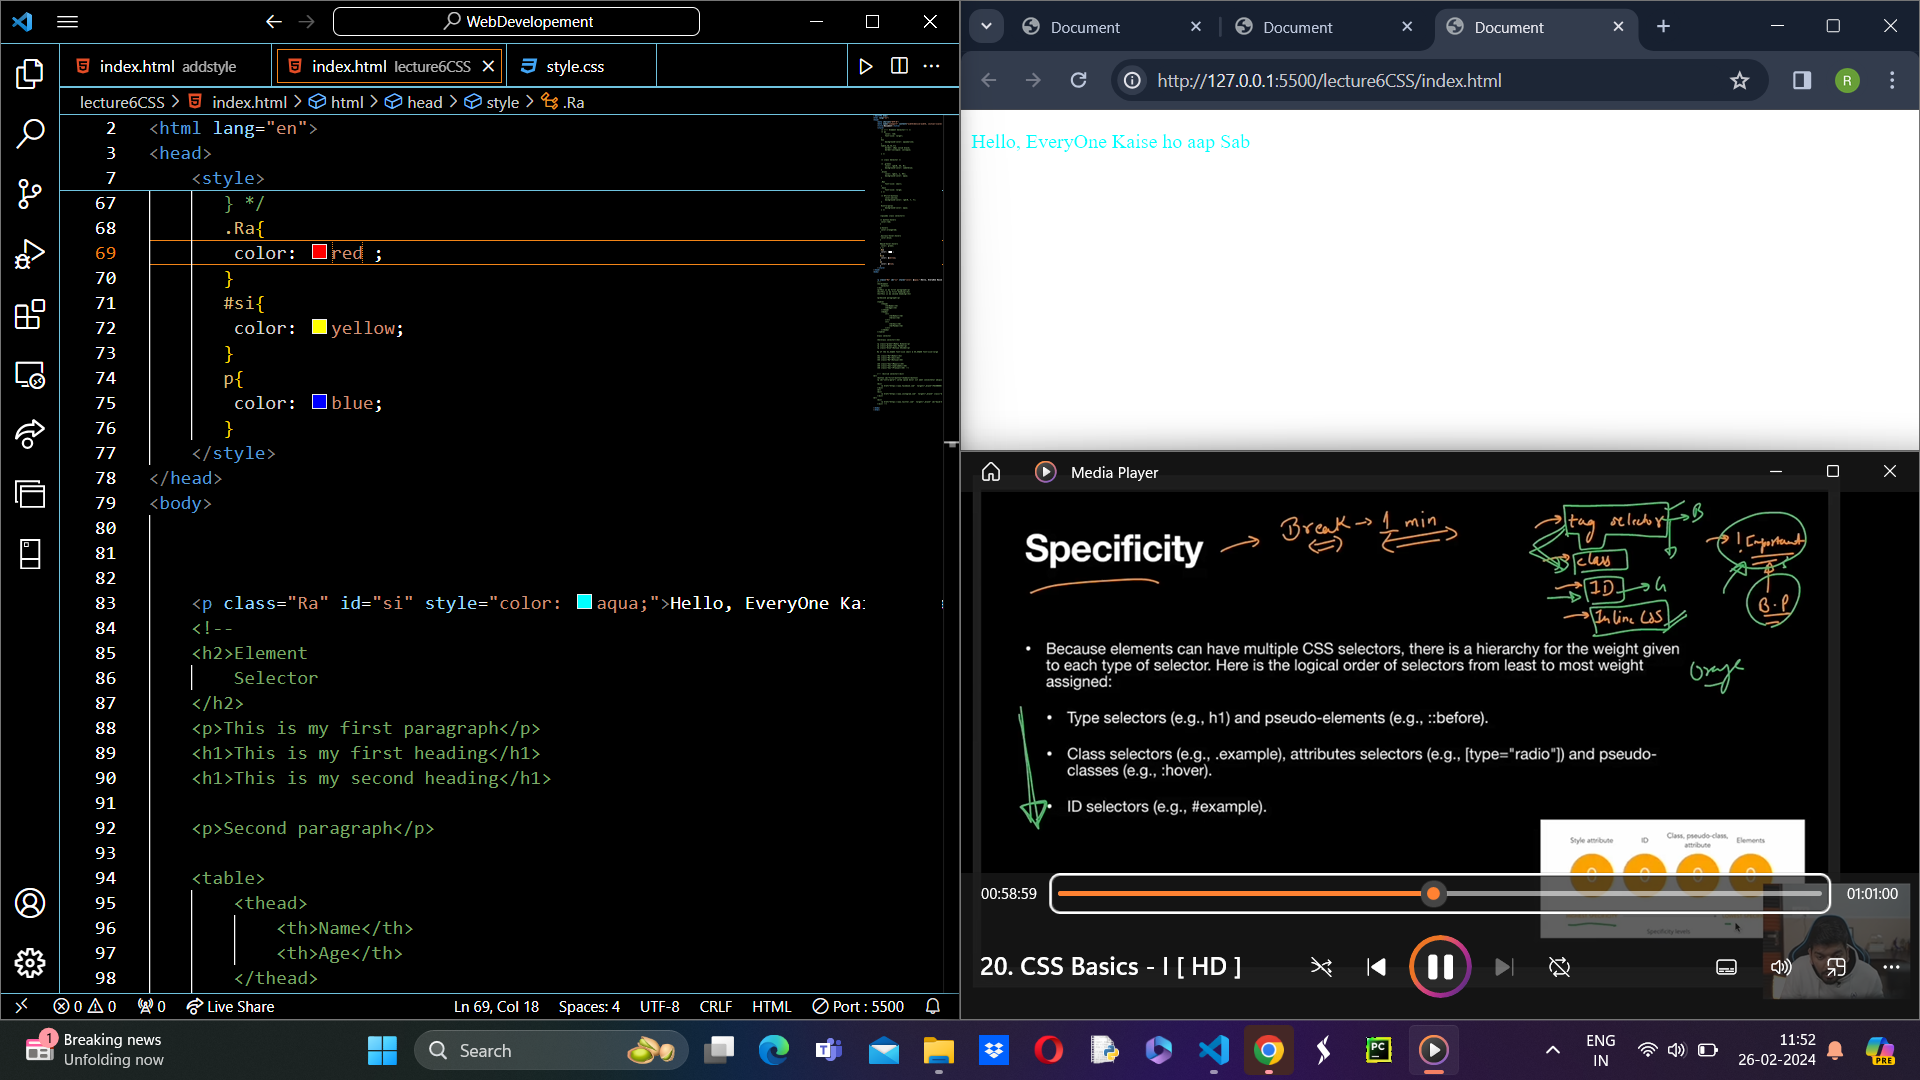 WebDevelopement
index.html addstyle
index.html lecture6CSS
style.css
lecture6CSS > index.html > html > head > style > .Ra
2 <html lang="en">
3 <head>
7 <style>
67 } */
68 .Ra{
69 color: red ;
70 }
71 #si{
72 color: yellow;
73 }
74 p{
75 color: blue;
76 }
77 </style>
78 </head>
79 <body>
80
81
82
83 <p class="Ra" id="si" style="color: aqua;">Hello, EveryOne Kai
84 <!--
85 <h2>Element
86 Selector
87 </h2>
88 <p>This is my first paragraph</p>
89 <h1>This is my first heading</h1>
90 <h1>This is my second heading</h1>
91
92 <p>Second paragraph</p>
93
94 <table>
95 <thead>
96 <th>Name</th>
97 <th>Age</th>
98 </thead>
0 0 0 Live Share Ln 69, Col 18 Spaces: 4 UTF-8 CRLF HTML Port : 5500
Document
Document
Document
http://127.0.0.1:5500/lecture6CSS/index.html
R
Hello, EveryOne Kaise ho aap Sab
Media Player
Specificity
Break → 1 min
tag selector → B
class
ID → G
Inline CSS
! Important
B.P
Orange
• Because elements can have multiple CSS selectors, there is a hierarchy for the weight given
to each type of selector. Here is the logical order of selectors from least to most weight
assigned:
• Type selectors (e.g., h1) and pseudo-elements (e.g., ::before).
• Class selectors (e.g., .example), attributes selectors (e.g., [type="radio"]) and pseudo-
classes (e.g., :hover).
• ID selectors (e.g., #example).
Style attribute
ID
Class, pseudo-class,
attribute
Elements
0 0 0 0
Specificity levels
00:58:59
01:01:00
20. CSS Basics - I [ HD ]
1
Breaking news
Unfolding now
Search
PC
ENG
IN
11:52
26-02-2024
PRE